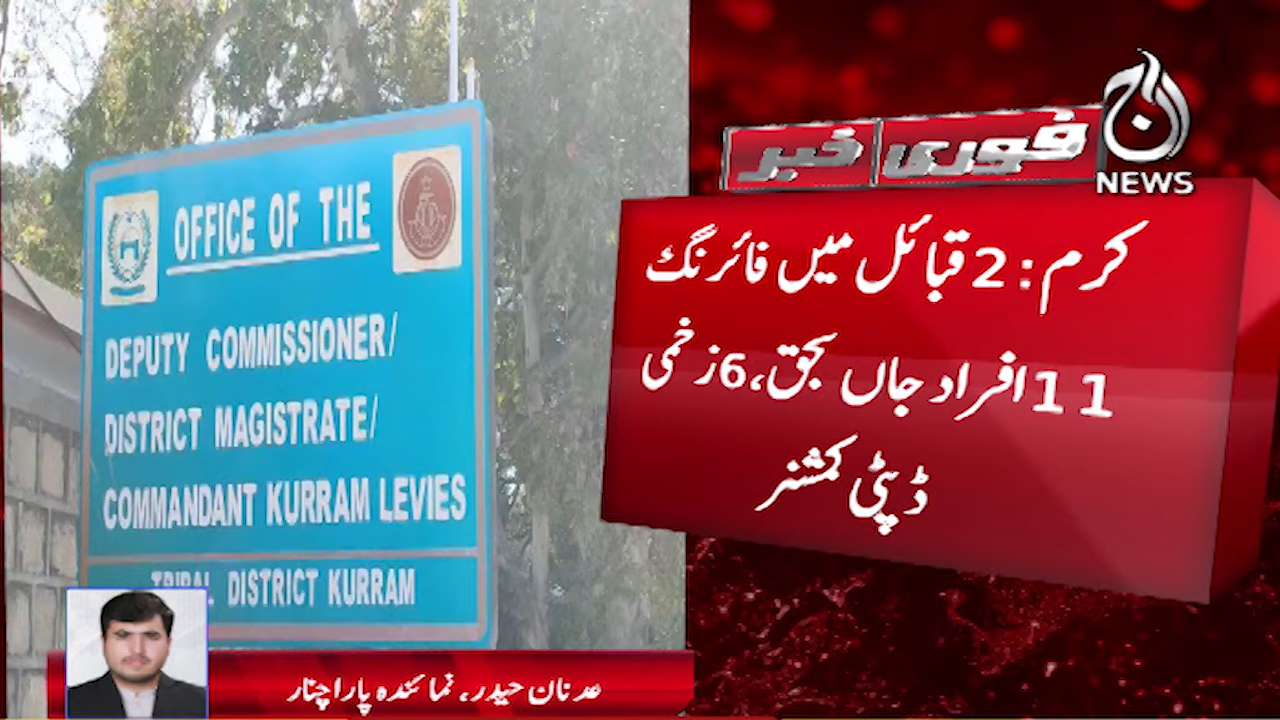 OFFICE OF THE
DEPUTY COMMISSIONER/
DISTRICT MAGISTRATE/
COMMANDANT KURRAM LEVIES
TRIBAL DISTRICT KURRAM
آج
NEWS
فوری خبر
کرم: 2 قبائل میں فائرنگ
11 افراد جاں بحق، 6 زخمی
ڈپٹی کمشنر
عدنان حیدر، نمائندہ پاراچنار